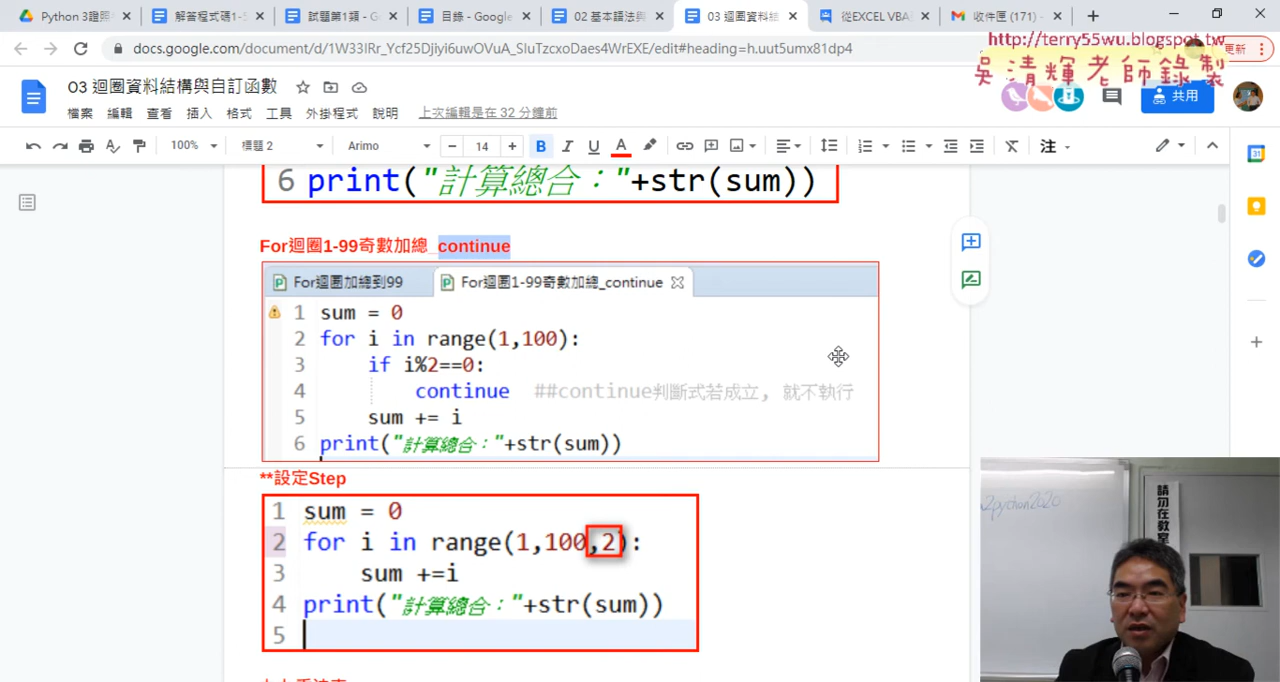 Python 3證照
解答程式碼1-5
試題第1類 - G
目錄 - Google
02 基本語法與
03 迴圈資料結
從EXCEL VBA
收件匣 (171) -
docs.google.com/document/d/1W33IRr_Ycf25Djiyi6uwOVuA_SluTzcxoDaes4WrEXE/edit#heading=h.uut5umx81dp4
更新
http://terry55wu.blogspot.tw
吳清輝老師錄製
03 迴圈資料結構與自訂函數
檔案 編輯 查看 插入 格式 工具 外掛程式 說明 上次編輯是在 32 分鐘前
共用
100% 標題 2 Arimo 14 B I U A 注
6 print("計算總合："+str(sum))
For迴圈1-99奇數加總_continue
For迴圈加總到99 For迴圈1-99奇數加總_continue
1 sum = 0
2 for i in range(1,100):
3 if i%2==0:
4 continue ##continue判斷式若成立, 就不執行
5 sum += i
6 print("計算總合："+str(sum))
**設定Step
1 sum = 0
2 for i in range(1,100,2):
3 sum +=i
4 print("計算總合："+str(sum))
5
31
請勿在教室